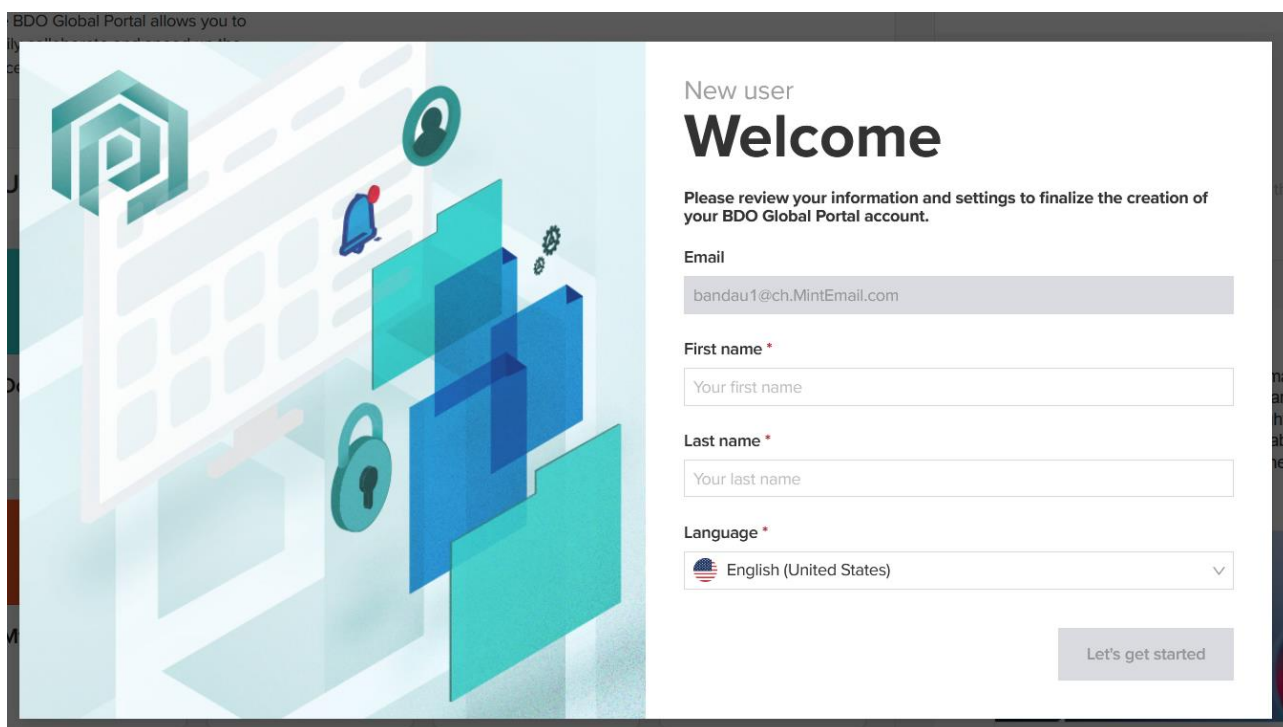 BDO Global Portal allows you to
New user
Welcome
Please review your information and settings to finalize the creation of
your BDO Global Portal account.
Email
bandau1@ch.MintEmail.com
First name *
Your first name
Last name *
Your last name
Language *
English (United States)
Let's get started